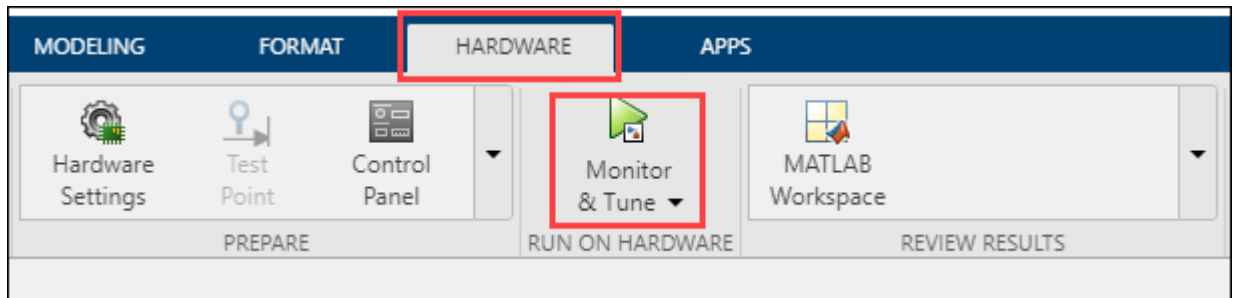 MODELING FORMAT HARDWARE APPS
Hardware
Settings
Test
Point
Control
Panel
Monitor
& Tune
MATLAB
Workspace
PREPARE RUN ON HARDWARE REVIEW RESULTS